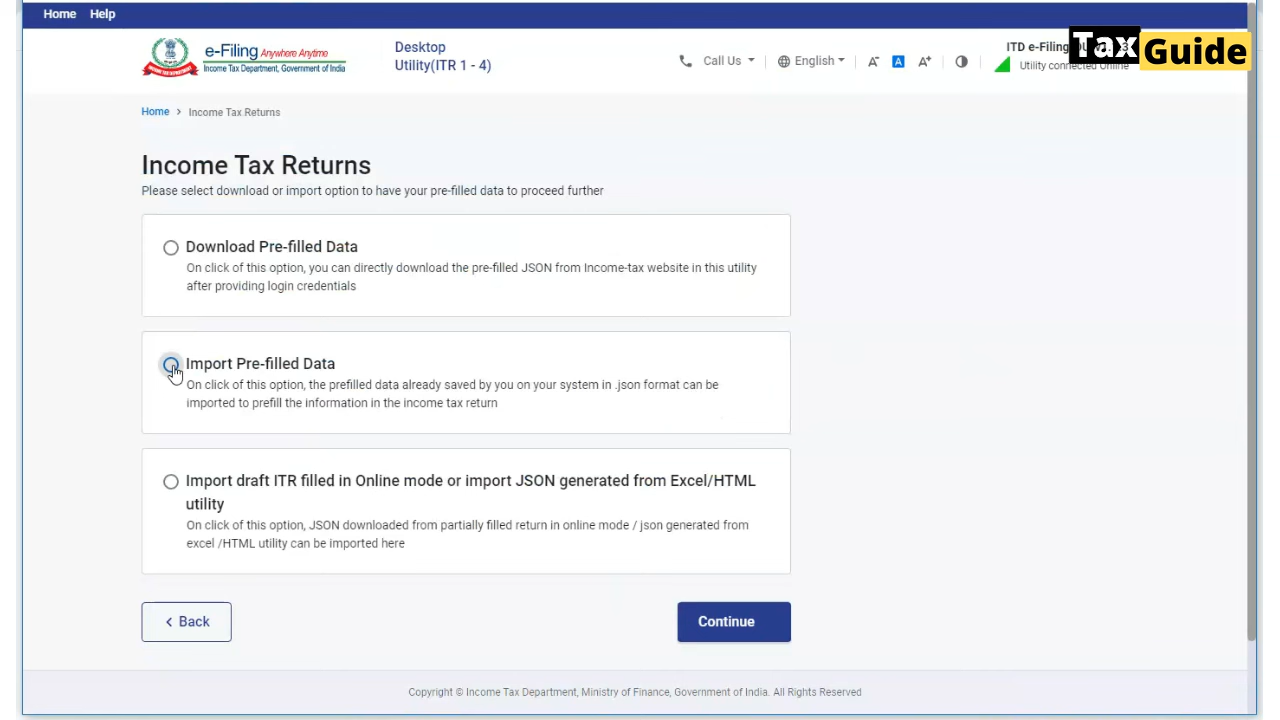 Home Help
e-Filing Anywhere Anytime
Income Tax Department, Government of India
Desktop
Utility(ITR 1 - 4)
Call Us
English
A- A A+
ITD e-Filing
Utility connected Online
Tax Guide
Home > Income Tax Returns
Income Tax Returns
Please select download or import option to have your pre-filled data to proceed further
Download Pre-filled Data
On click of this option, you can directly download the pre-filled JSON from Income-tax website in this utility
after providing login credentials
Import Pre-filled Data
On click of this option, the prefilled data already saved by you on your system in .json format can be
imported to prefill the information in the income tax return
Import draft ITR filled in Online mode or import JSON generated from Excel/HTML
utility
On click of this option, JSON downloaded from partially filled return in online mode / json generated from
excel /HTML utility can be imported here
< Back
Continue
Copyright © Income Tax Department, Ministry of Finance, Government of India. All Rights Reserved